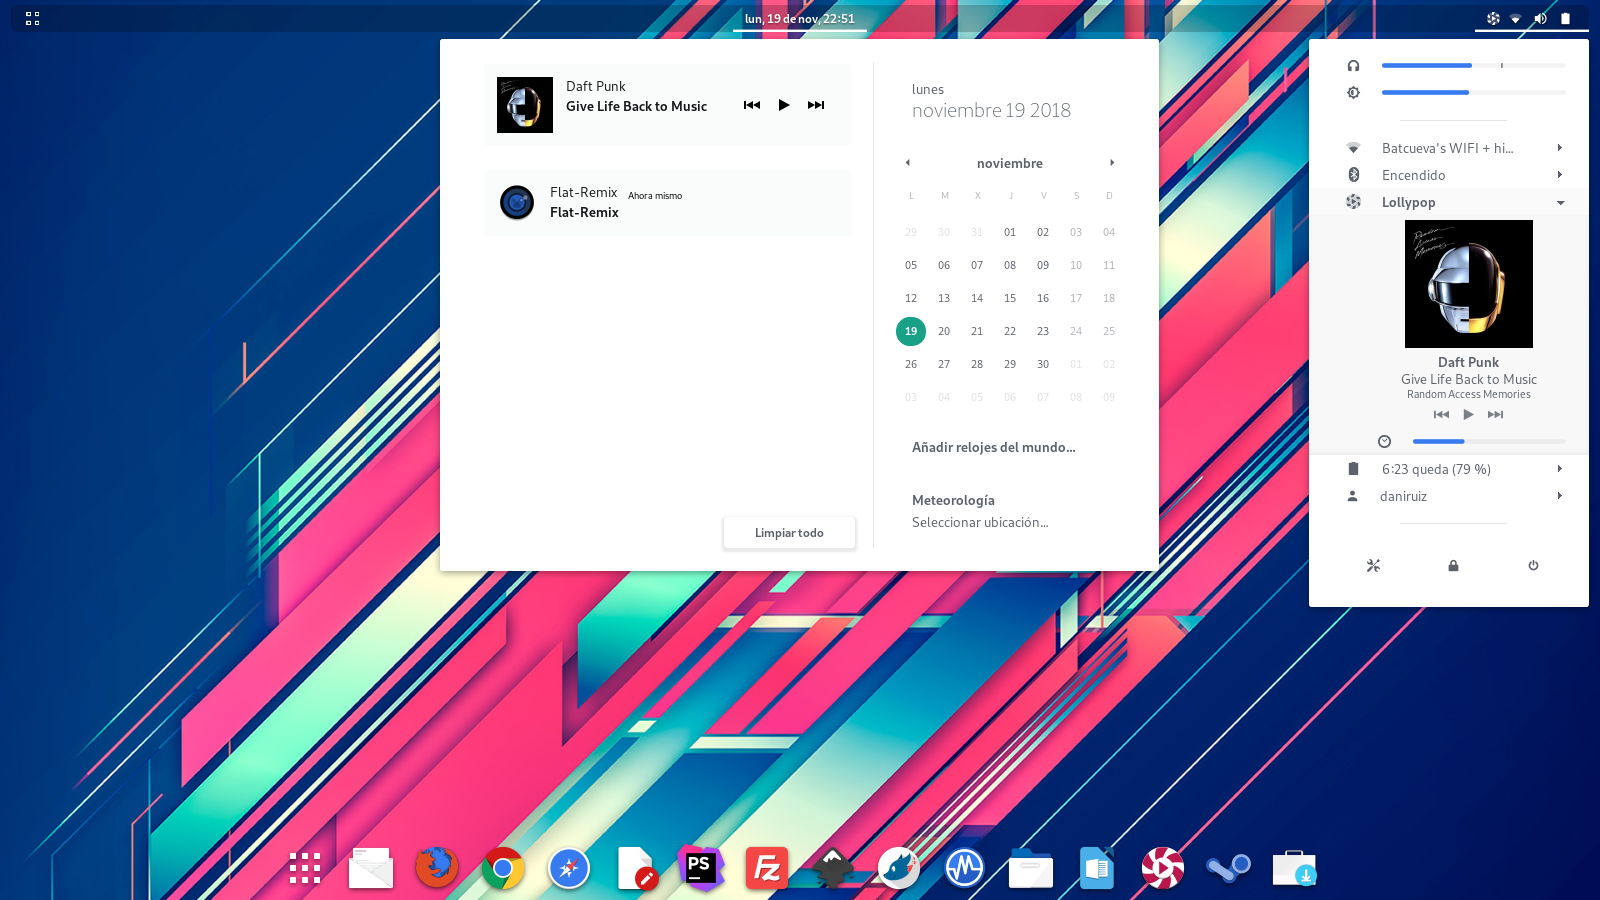 lun, 19 de nov, 22:51
Daft Punk
Give Life Back to Music
Flat-Remix Ahora mismo
Flat-Remix
Limpiar todo
lunes
noviembre 19 2018
noviembre
L M X J V S D
29 30 31 01 02 03 04
05 06 07 08 09 10 11
12 13 14 15 16 17 18
19 20 21 22 23 24 25
26 27 28 29 30 01 02
03 04 05 06 07 08 09
Añadir relojes del mundo...
Meteorología
Seleccionar ubicación...
Batcueva's WIFI + hi...
Encendido
Lollypop
Random Access Memories
Daft Punk
Give Life Back to Music
Random Access Memories
6:23 queda (79 %)
daniruiz
PS
FZ